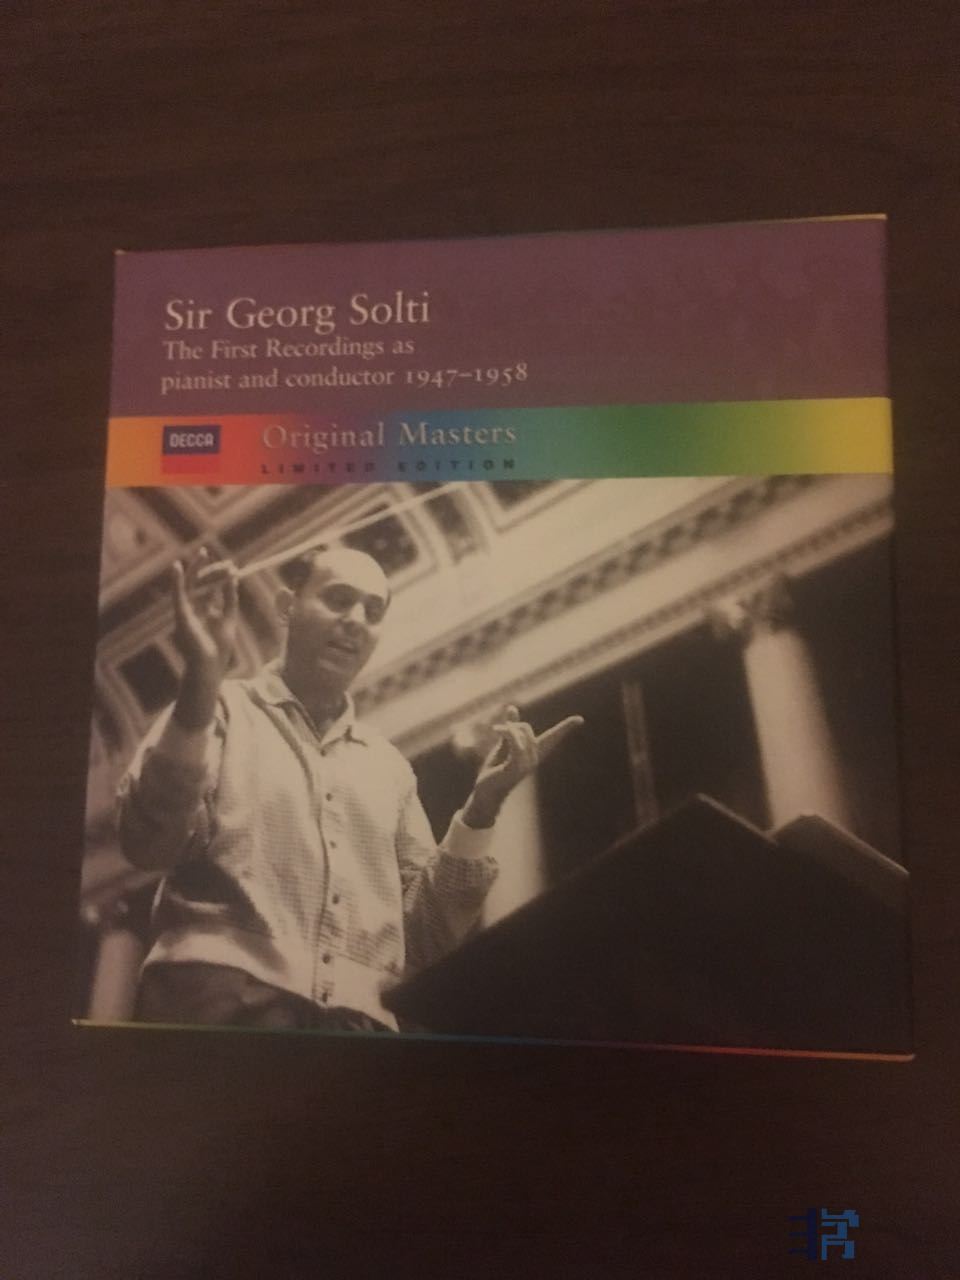 Sir Georg Solti
The First Recordings as
pianist and conductor 1947–1958
DECCA
Original Masters
LIMITED EDITION